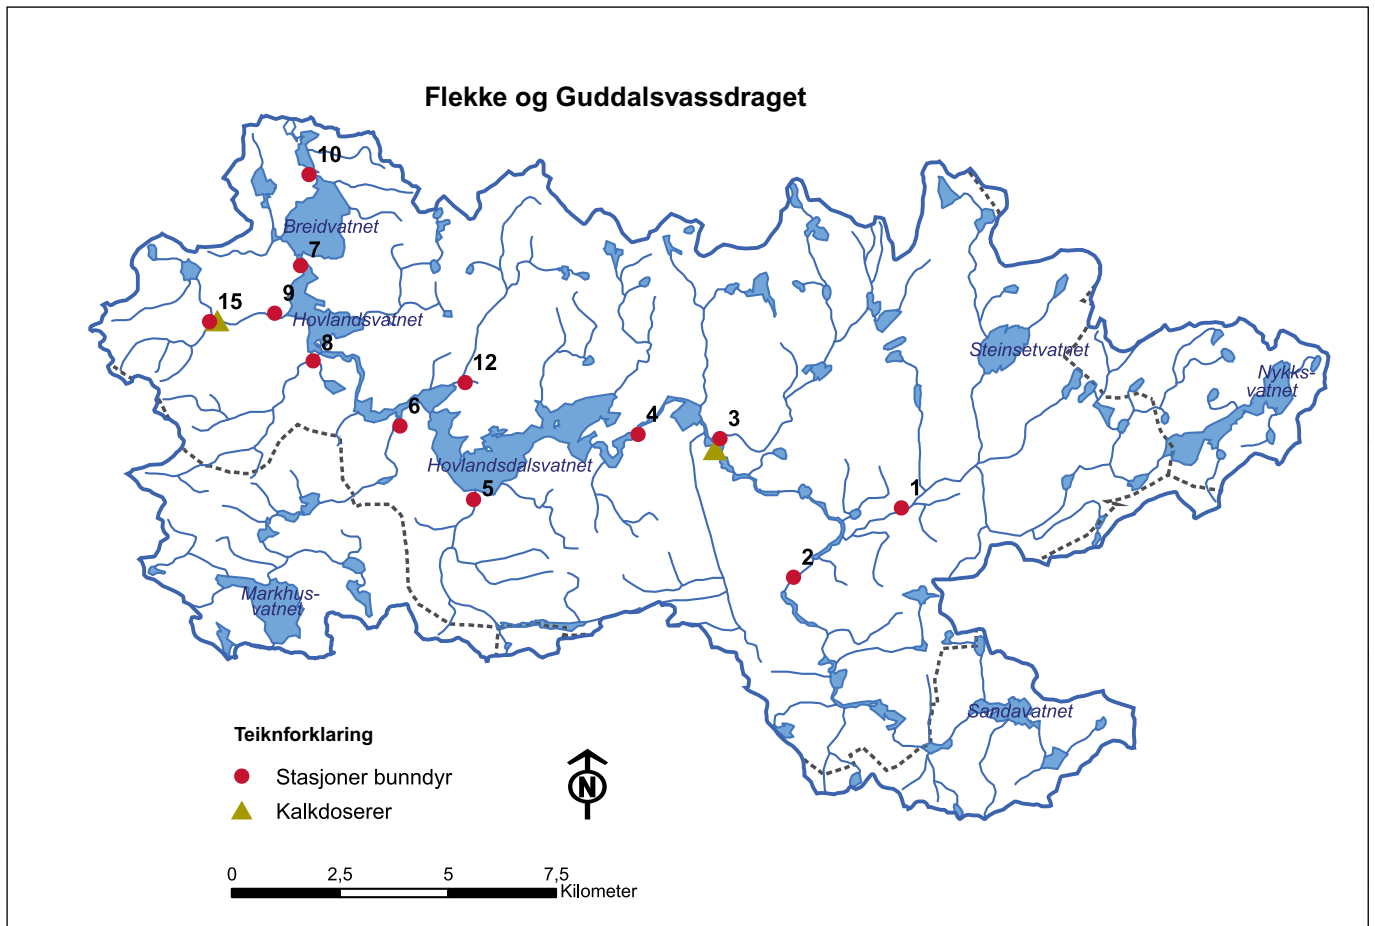 Flekke og Guddalsvassdraget
10
Breidvatnet
7
9
15
Hovlandsvatnet
8
12
6
4
3
Hovlandsdalsvatnet
5
1
2
Steinsetvatnet
Nykks-
vatnet
Markhus-
vatnet
Sandavatnet
Teiknforklaring
Stasjoner bunndyr
Kalkdoserer
N
0 2,5 5 7,5
Kilometer